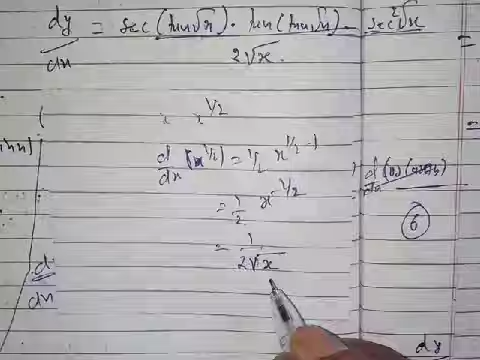 dy/dx = sec(tan√x) · tan(tan√x) · sec²√x / 2√x.
x^1/2
d/dx (x^1/2) = 1/2 x^1/2 -1
= 1/2 x^-1/2
6
= 1/2√x
d
dx
dy